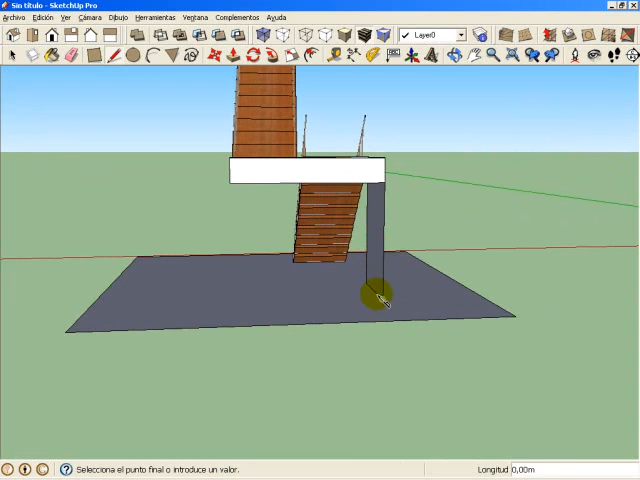 Sin título - SketchUp Pro
Archivo Edición Ver Cámara Dibujo Herramientas Ventana Complementos Ayuda
Layer0
Selecciona el punto final o introduce un valor. Longitud 0,00m